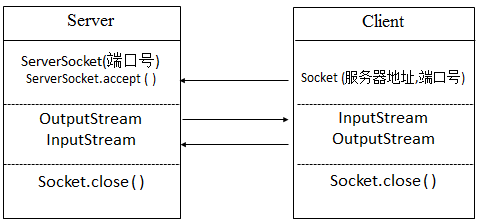 Server
ServerSocket(端口号)
ServerSocket.accept ( )
OutputStream
InputStream
Socket.close ( )
Client
Socket (服务器地址,端口号)
InputStream
OutputStream
Socket.close ( )